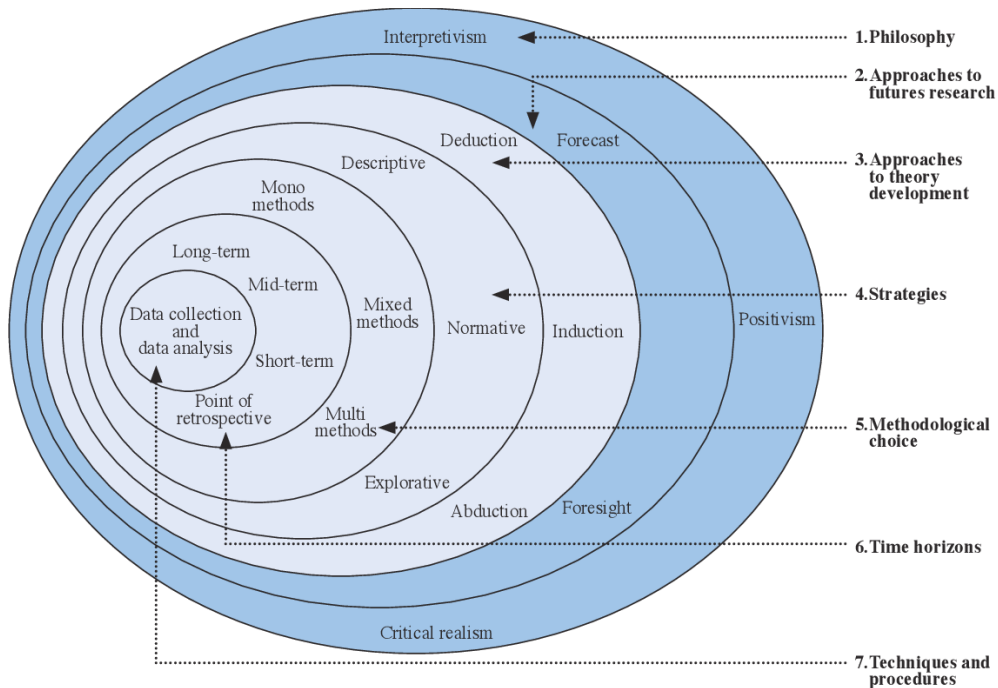 Interpretivism
1. Philosophy
2. Approaches to
futures research
Deduction
Forecast
3. Approaches
to theory
development
Descriptive
Mono
methods
Long-term
Mid-term
4. Strategies
Data collection
and
data analysis
Mixed
methods
Normative
Induction
Positivism
Short-term
Point of
retrospective
Multi
methods
5. Methodological
choice
Explorative
Abduction
Foresight
6. Time horizons
Critical realism
7. Techniques and
procedures